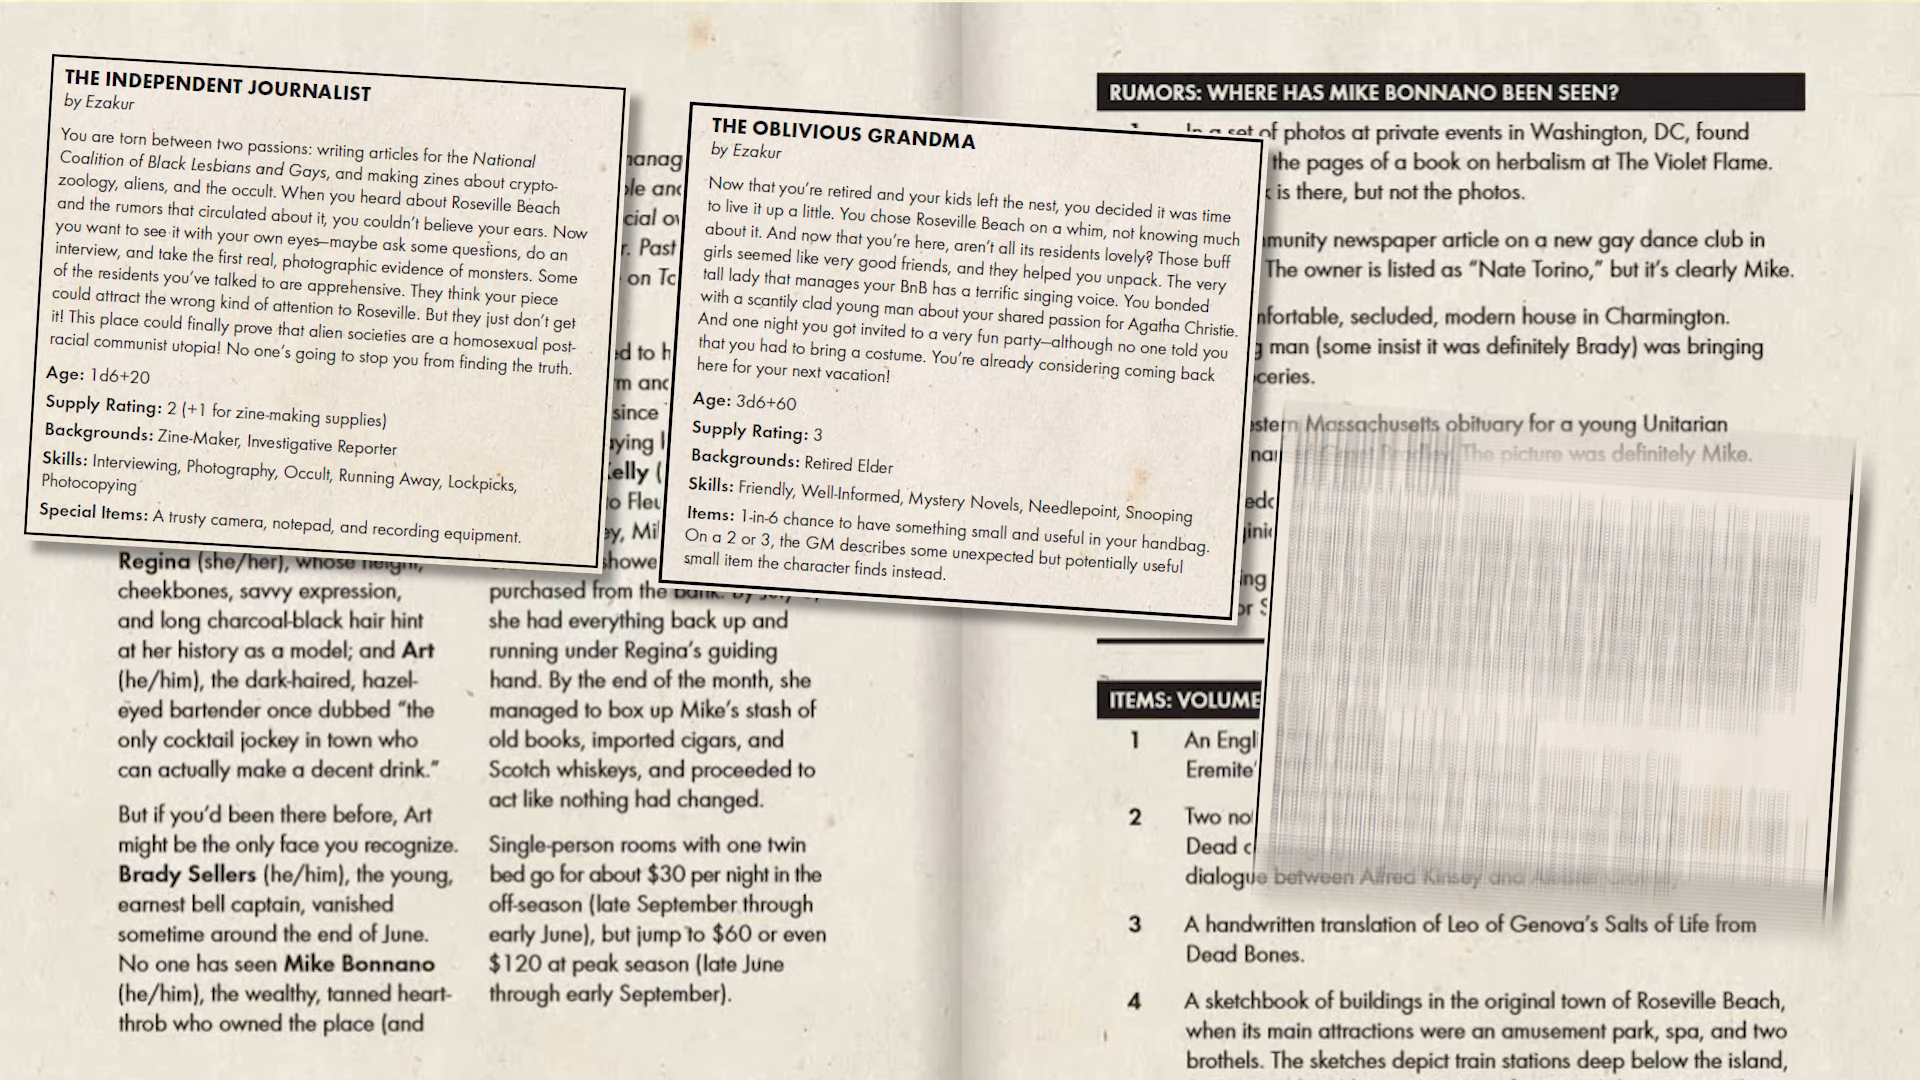 THE INDEPENDENT JOURNALIST
by Ezakur
You are torn between two passions: writing articles for the National
Coalition of Black Lesbians and Gays, and making zines about crypto-
zoology, aliens, and the occult. When you heard about Roseville Beach
and the rumors that circulated about it, you couldn't believe your ears. Now
you want to see it with your own eyes—maybe ask some questions, do an
interview, and take the first real, photographic evidence of monsters. Some
of the residents you've talked to are apprehensive. They think your piece
could attract the wrong kind of attention to Roseville. But they just don't get
it! This place could finally prove that alien societies are a homosexual post-
racial communist utopia! No one's going to stop you from finding the truth.
Age: 1d6+20
Supply Rating: 2 (+1 for zine-making supplies)
Backgrounds: Zine-Maker, Investigative Reporter
Skills: Interviewing, Photography, Occult, Running Away, Lockpicks,
Photocopying
Special Items: A trusty camera, notepad, and recording equipment.
THE OBLIVIOUS GRANDMA
by Ezakur
Now that you're retired and your kids left the nest, you decided it was time
to live it up a little. You chose Roseville Beach on a whim, not knowing much
about it. And now that you're here, aren't all its residents lovely? Those buff
girls seemed like very good friends, and they helped you unpack. The very
tall lady that manages your BnB has a terrific singing voice. You bonded
with a scantily clad young man about your shared passion for Agatha Christie.
And one night you got invited to a very fun party—although no one told you
that you had to bring a costume. You're already considering coming back
here for your next vacation!
Age: 3d6+60
Supply Rating: 3
Backgrounds: Retired Elder
Skills: Friendly, Well-Informed, Mystery Novels, Needlepoint, Snooping
Items: 1-in-6 chance to have something small and useful in your handbag.
On a 2 or 3, the GM describes some unexpected but potentially useful
small item the character finds instead.
Regina (she/her), whose height,
cheekbones, savvy expression,
and long charcoal-black hair hint
at her history as a model; and Art
(he/him), the dark-haired, hazel-
eyed bartender once dubbed "the
only cocktail jockey in town who
can actually make a decent drink."
But if you'd been there before, Art
might be the only face you recognize.
Brady Sellers (he/him), the young,
earnest bell captain, vanished
sometime around the end of June.
No one has seen Mike Bonnano
(he/him), the wealthy, tanned heart-
throb who owned the place (and
purchased from the bank. By
she had everything back up and
running under Regina's guiding
hand. By the end of the month, she
managed to box up Mike's stash of
old books, imported cigars, and
Scotch whiskeys, and proceeded to
act like nothing had changed.
Single-person rooms with one twin
bed go for about $30 per night in the
off-season (late September through
early June), but jump to $60 or even
$120 at peak season (late June
through early September).
RUMORS: WHERE HAS MIKE BONNANO BEEN SEEN?
In a set of photos at private events in Washington, DC, found
the pages of a book on herbalism at The Violet Flame.
is there, but not the photos.
newspaper article on a new gay dance club in
The owner is listed as "Nate Torino," but it's clearly Mike.
secluded, modern house in Charmington.
man (some insist it was definitely Brady) was bringing
Massachusetts obituary for a young Unitarian
The picture was definitely Mike.
ITEMS: VOLUME
1 An
Eremite'
2 Two
Dead
dialogue between Alfred Kinsey and
3 A handwritten translation of Leo of Genova's Salts of Life from
Dead Bones.
4 A sketchbook of buildings in the original town of Roseville Beach,
when its main attractions were an amusement park, spa, and two
brothels. The sketches depict train stations deep below the island,